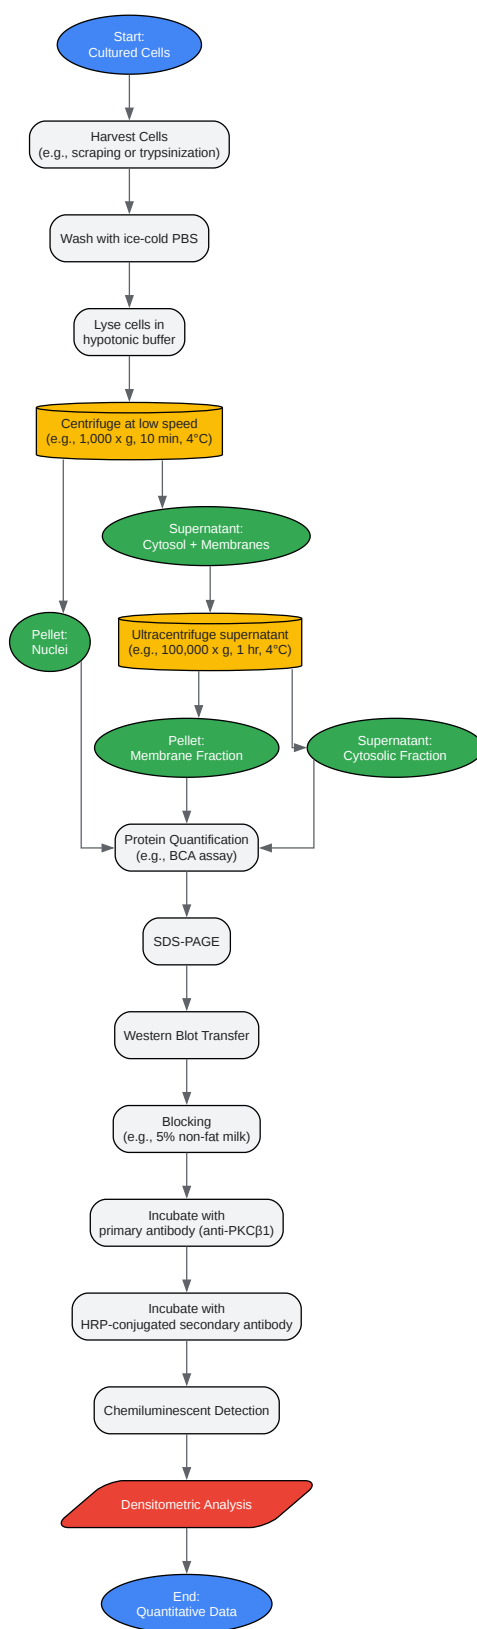 Start:
Cultured Cells
Harvest Cells
(e.g., scraping or trypsinization)
Wash with ice-cold PBS
Lyse cells in
hypotonic buffer
Centrifuge at low speed
(e.g., 1,000 x g, 10 min, 4°C)
Supernatant:
Cytosol + Membranes
Pellet:
Nuclei
Ultracentrifuge supernatant
(e.g., 100,000 x g, 1 hr, 4°C)
Pellet:
Membrane Fraction
Supernatant:
Cytosolic Fraction
Protein Quantification
(e.g., BCA assay)
SDS-PAGE
Western Blot Transfer
Blocking
(e.g., 5% non-fat milk)
Incubate with
primary antibody (anti-PKCβ1)
Incubate with
HRP-conjugated secondary antibody
Chemiluminescent Detection
Densitometric Analysis
End:
Quantitative Data